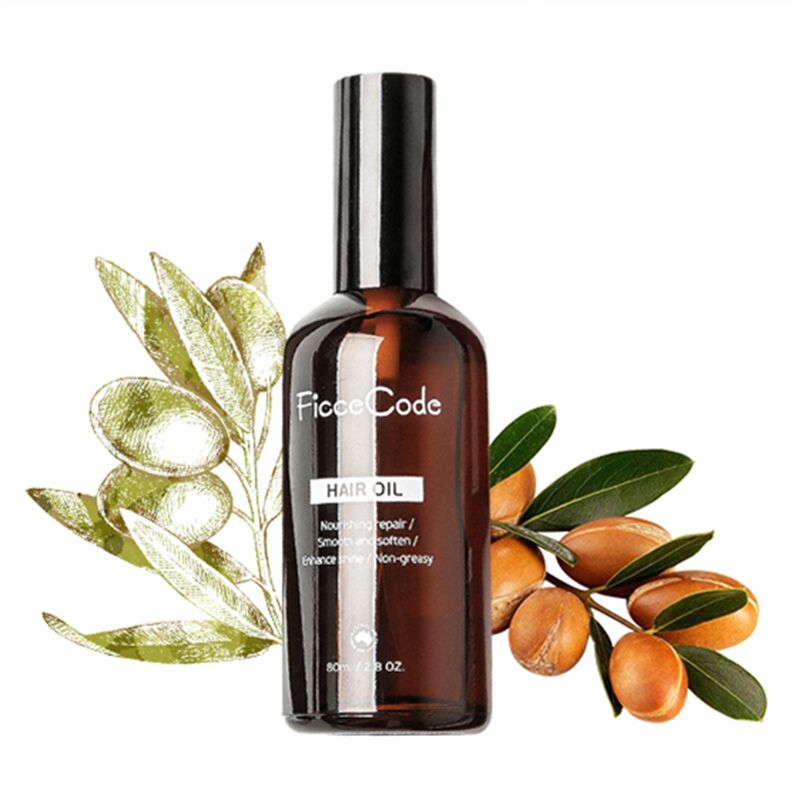 FicceCode
HAIR OIL
Nourishing repair /
Smooth and soften /
Enhance shine / Non-greasy
80ml / 2.8 OZ.